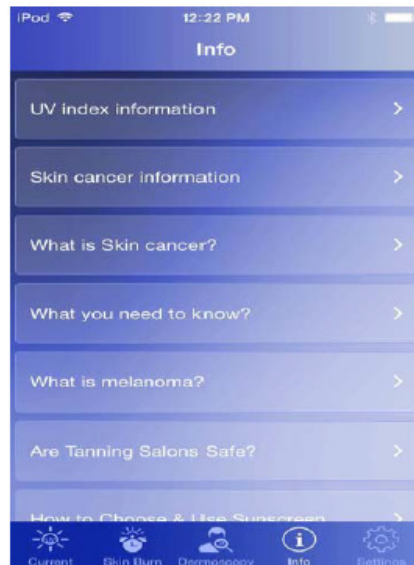 iPod 12:22 PM
Info
UV index information
Skin cancer information
What is Skin cancer?
What you need to know?
What is melanoma?
Are Tanning Salons Safe?
How to Choose & Use Sunscreen
Current Skin Burn Dermoscopy Info Settings